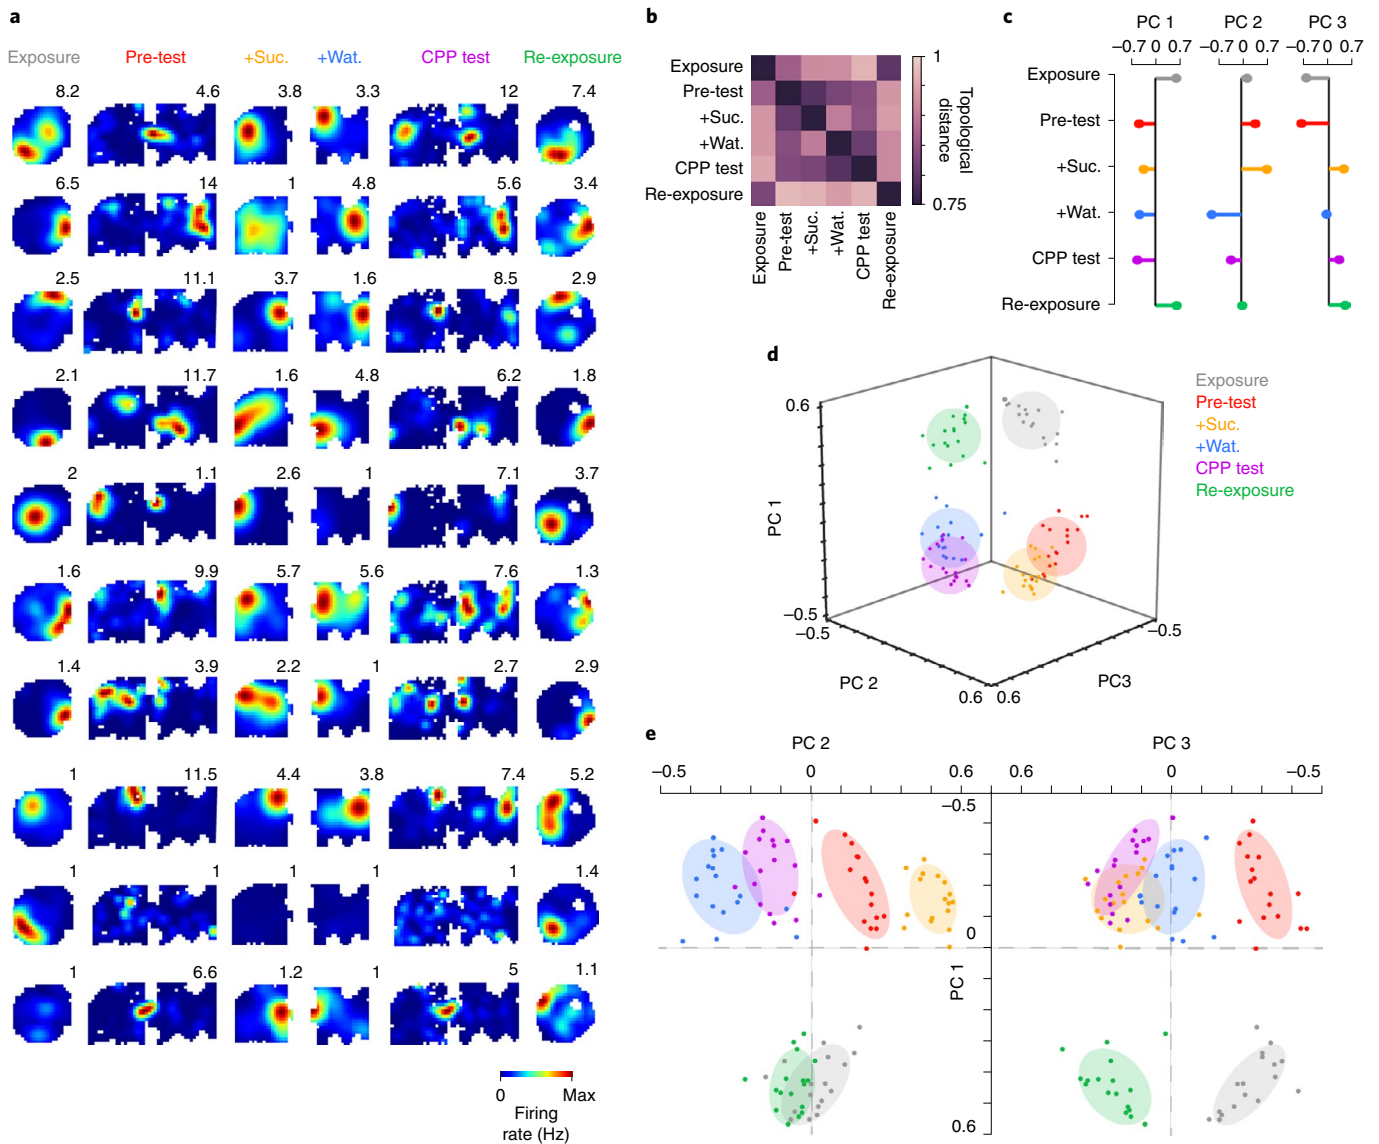 a
Exposure Pre-test +Suc. +Wat. CPP test Re-exposure
8.2 4.6 3.8 3.3 12 7.4
6.5 14 1 4.8 5.6 3.4
2.5 11.1 3.7 1.6 8.5 2.9
2.1 11.7 1.6 4.8 6.2 1.8
2 1.1 2.6 1 7.1 3.7
1.6 9.9 5.7 5.6 7.6 1.3
1.4 3.9 2.2 1 2.7 2.9
1 11.5 4.4 3.8 7.4 5.2
1 1 1 1 1 1.4
1 6.6 1.2 1 5 1.1
0 Max
Firing
rate (Hz)
b
Exposure
Pre-test
+Suc.
+Wat.
CPP test
Re-exposure
Exposure
Pre-test
+Suc.
+Wat.
CPP test
Re-exposure
1
0.75
Topological
distance
c
PC 1 PC 2 PC 3
−0.7 0 0.7 −0.7 0 0.7 −0.7 0 0.7
Exposure
Pre-test
+Suc.
+Wat.
CPP test
Re-exposure
d
0.6
PC 1
−0.5
−0.5
PC 2
0.6 0.6
PC3
−0.5
Exposure
Pre-test
+Suc.
+Wat.
CPP test
Re-exposure
e
PC 2 PC 3
−0.5 0 0.6 0.6 0 −0.5
−0.5
0
PC 1
0.6